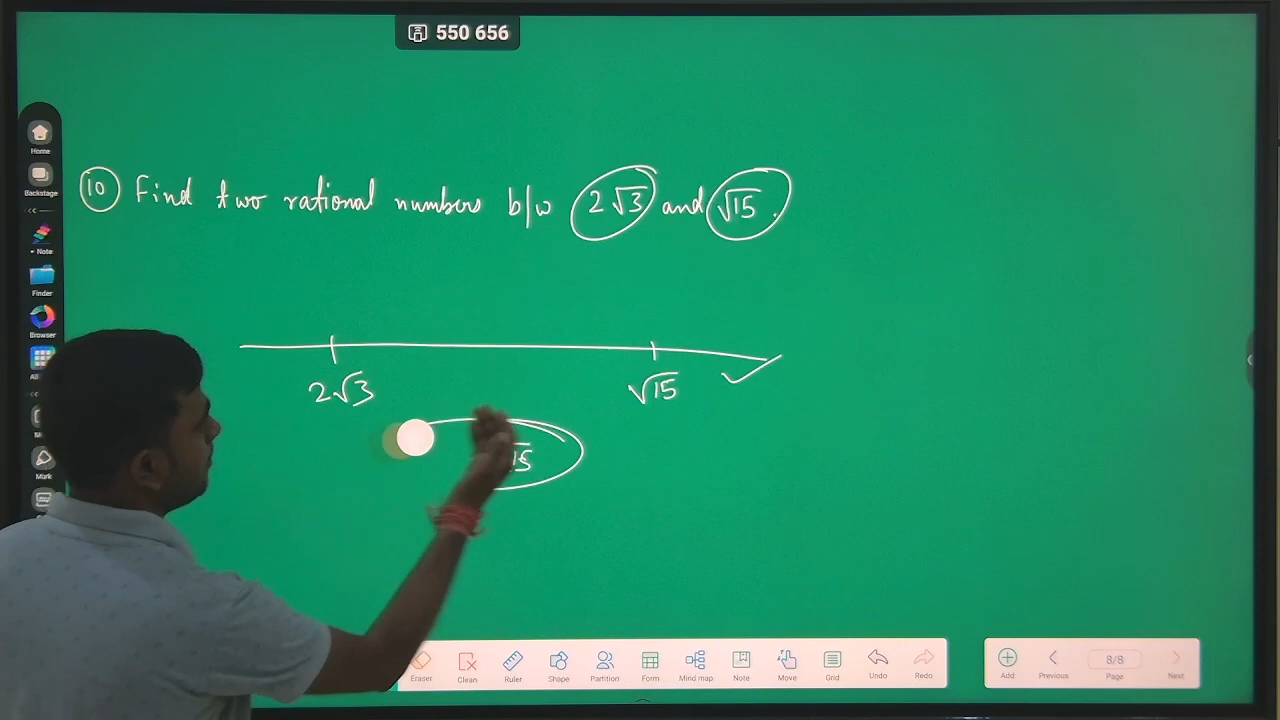 550 656
10 Find two rational numbers b/w 2√3 and √15.
2√3 √15
Home
Backstage
Note
Finder
Browser
Mark
Eraser Clean Ruler Shape Partition Form Mind map Note Move Grid Undo Redo
Add Previous 8/8 Page Next